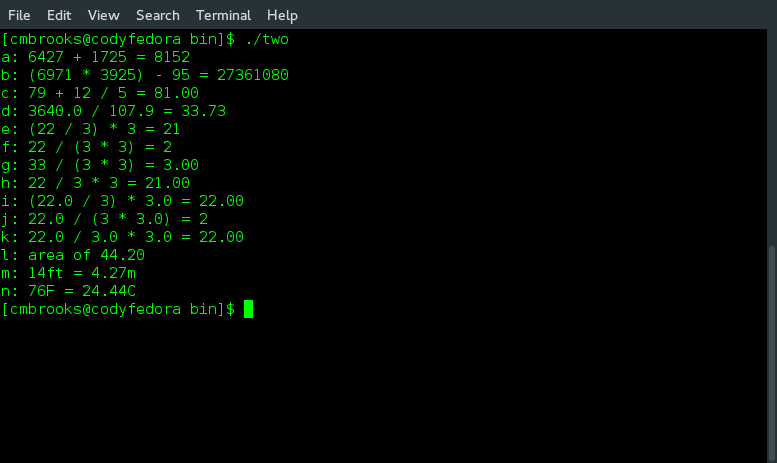 File Edit View Search Terminal Help
[cmbrooks@codyfedora bin]$ ./two
a: 6427 + 1725 = 8152
b: (6971 * 3925) - 95 = 27361080
c: 79 + 12 / 5 = 81.00
d: 3640.0 / 107.9 = 33.73
e: (22 / 3) * 3 = 21
f: 22 / (3 * 3) = 2
g: 33 / (3 * 3) = 3.00
h: 22 / 3 * 3 = 21.00
i: (22.0 / 3) * 3.0 = 22.00
j: 22.0 / (3 * 3.0) = 2
k: 22.0 / 3.0 * 3.0 = 22.00
l: area of 44.20
m: 14ft = 4.27m
n: 76F = 24.44C
[cmbrooks@codyfedora bin]$